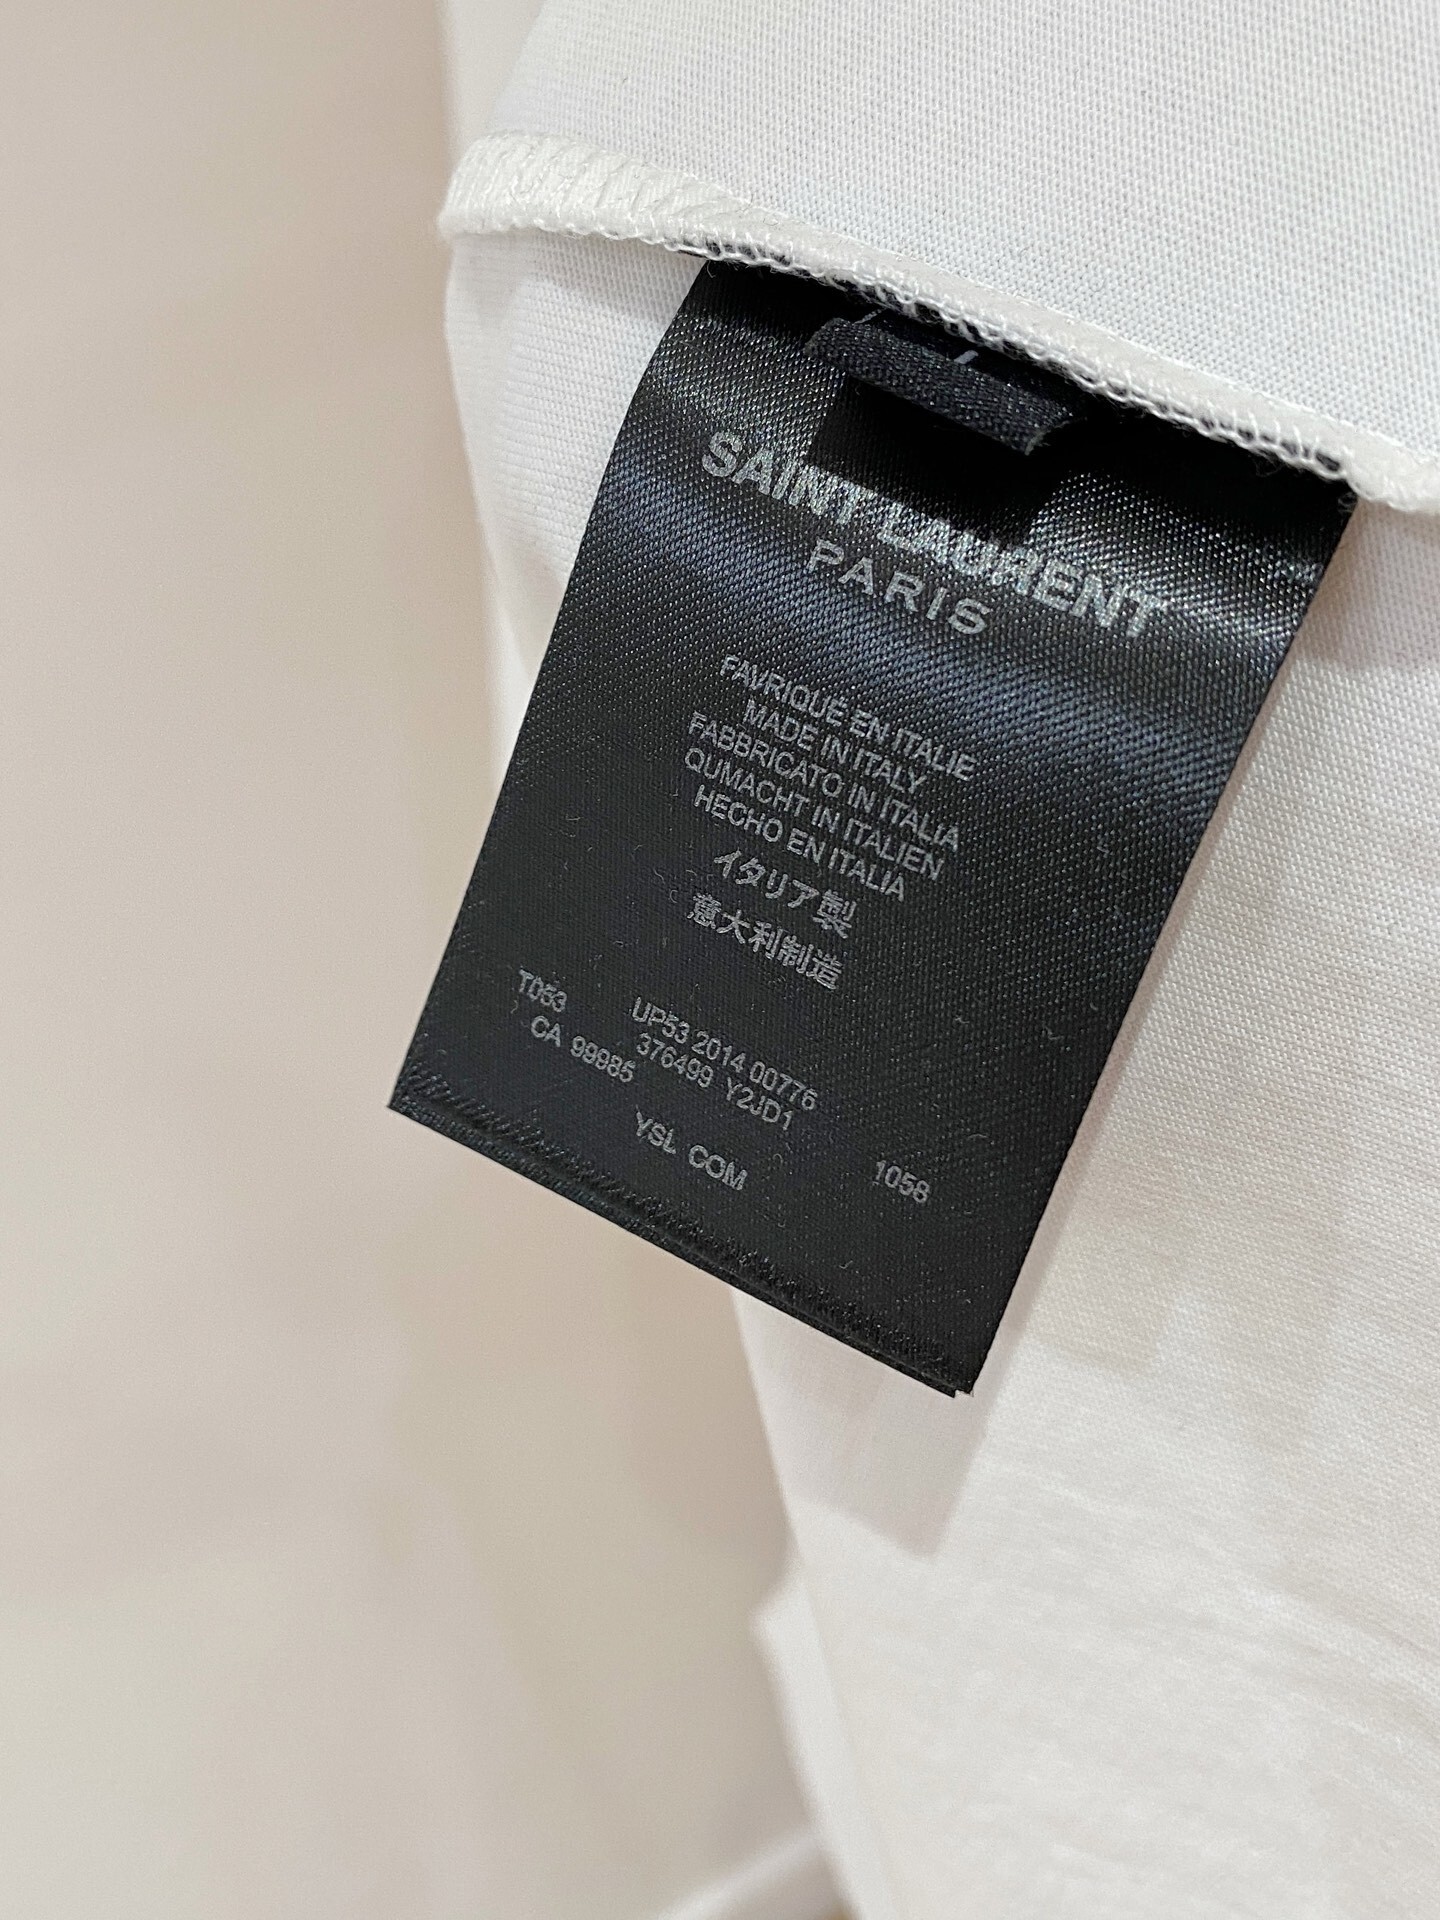 SAINT LAURENT
PARIS
FAVRIQUE EN ITALIE
MADE IN ITALY
FABBRICATO IN ITALIA
QUMACHT IN ITALIEN
HECHO EN ITALIA
イタリア製
意大利制造
T053 UP53 2014 00776
CA 99985 376499 Y2JD1
YSL COM 1058